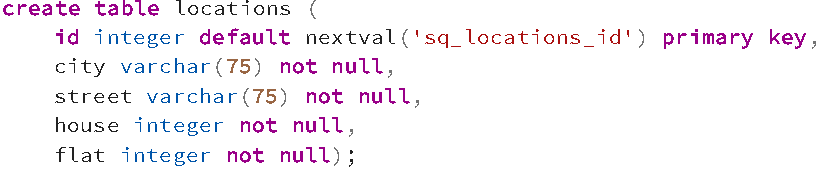 create table locations (
    id integer default nextval('sq_locations_id') primary key,
    city varchar(75) not null,
    street varchar(75) not null,
    house integer not null,
    flat integer not null);